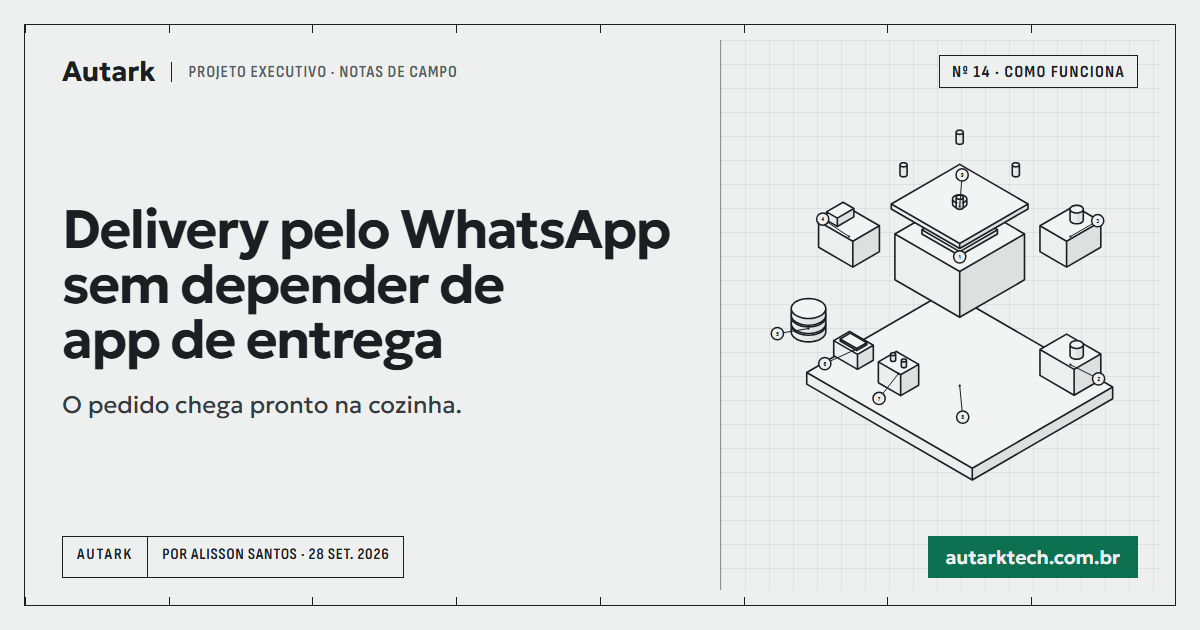 Autark
PROJETO EXECUTIVO · NOTAS DE CAMPO
Nº 14 · COMO FUNCIONA
Delivery pelo WhatsApp
sem depender de
app de entrega
O pedido chega pronto na cozinha.
AUTARK
POR ALISSON SANTOS · 28 SET. 2026
autarktech.com.br